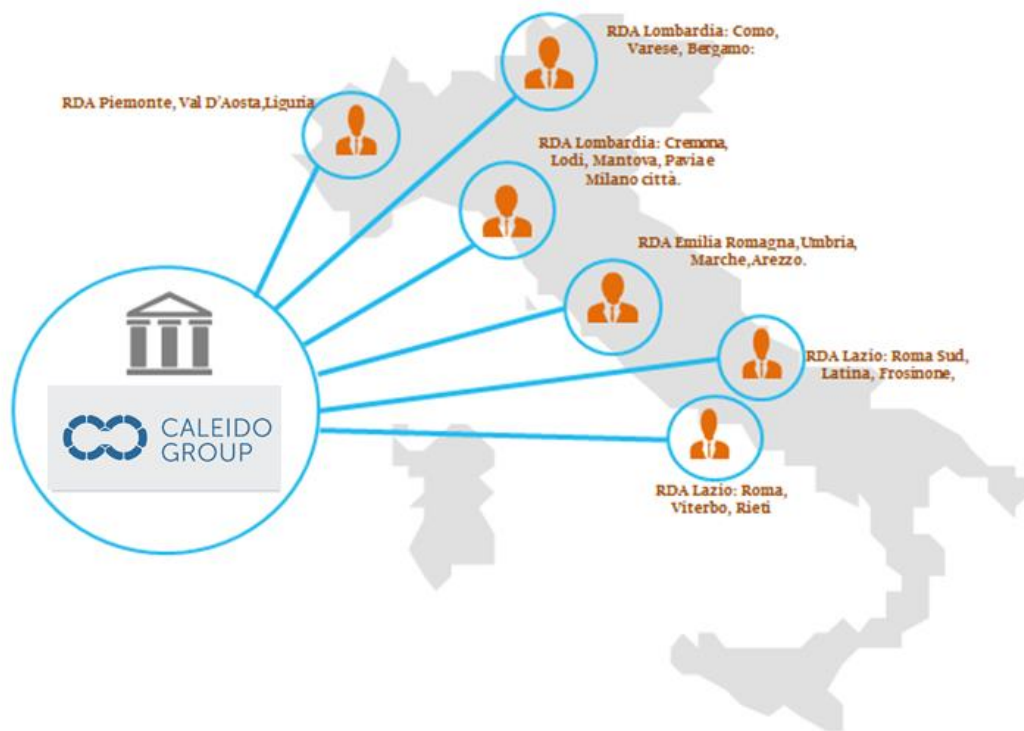 RDA Lombardia: Como,
Varese, Bergamo:
RDA Piemonte, Val D'Aosta,Liguria
RDA Lombardia: Cremona,
Lodi, Mantova, Pavia e
Milano città.
RDA Emilia Romagna,Umbria,
Marche,Arezzo.
RDA Lazio: Roma Sud,
Latina, Frosinone,
CALEIDO
GROUP
RDA Lazio: Roma,
Viterbo, Rieti